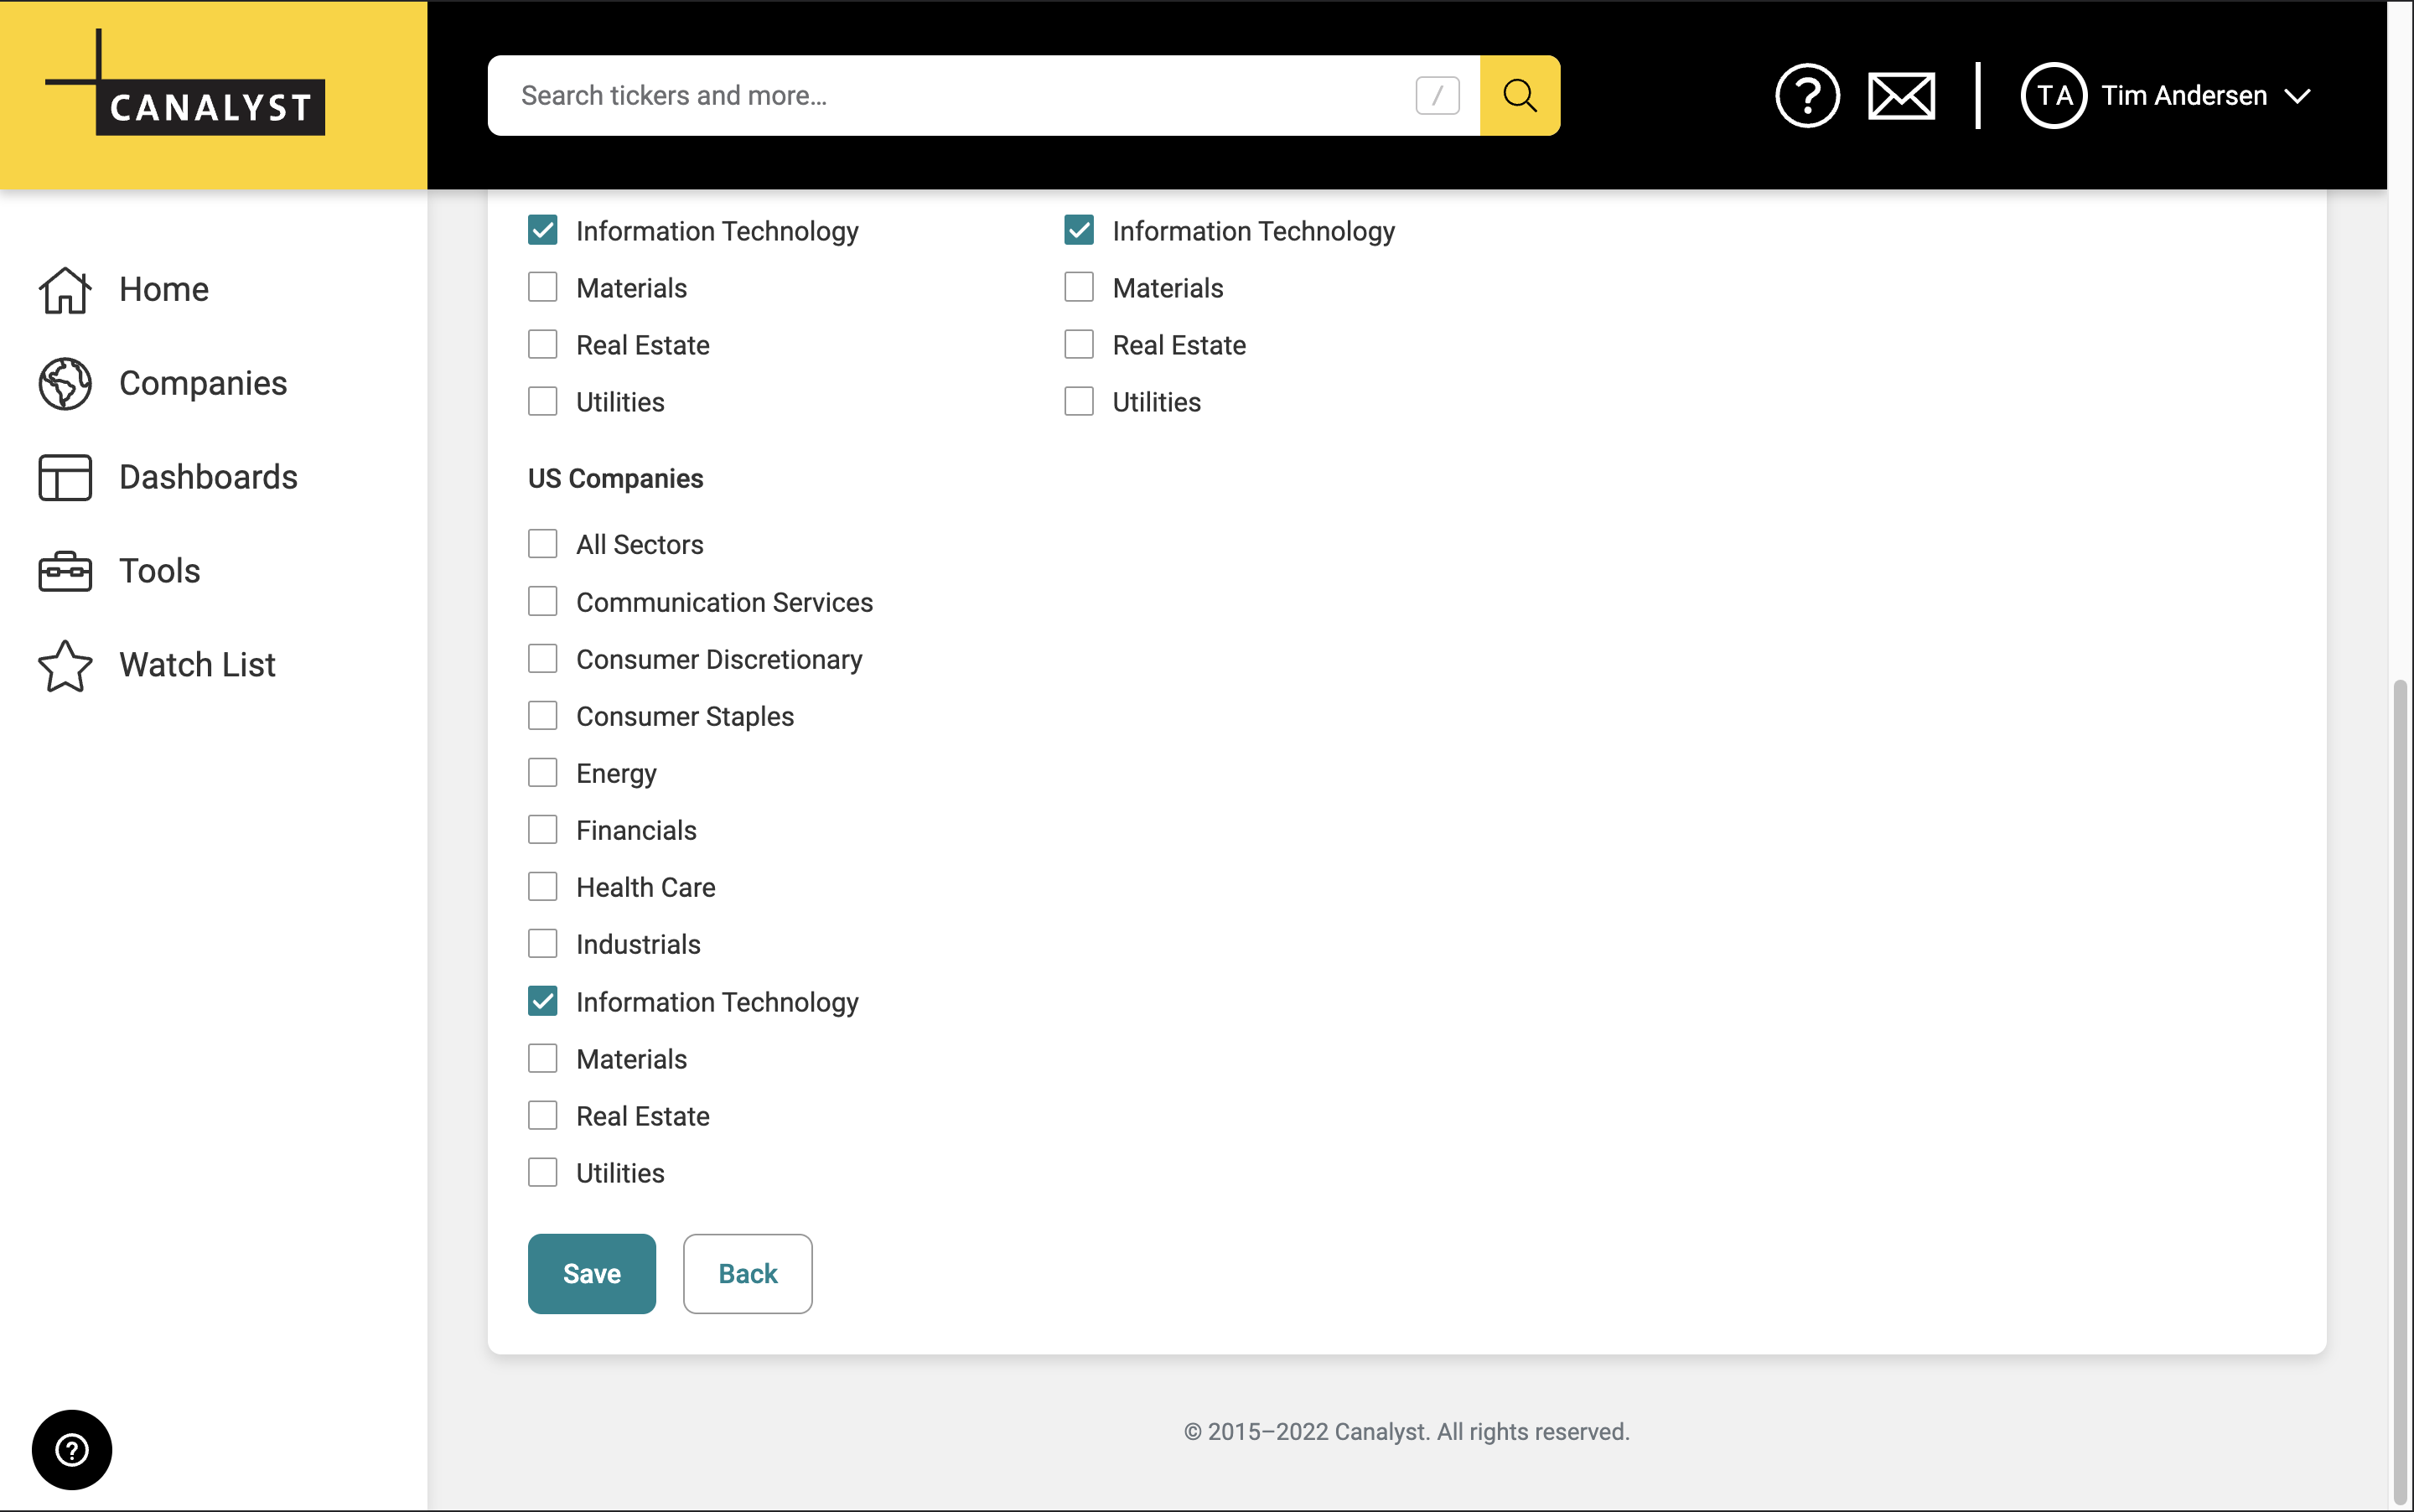 CANALYST
Search tickers and more...
/
?
TA
Tim Andersen
Home
Companies
Dashboards
Tools
Watch List
Information Technology
Materials
Real Estate
Utilities
Information Technology
Materials
Real Estate
Utilities
US Companies
All Sectors
Communication Services
Consumer Discretionary
Consumer Staples
Energy
Financials
Health Care
Industrials
Information Technology
Materials
Real Estate
Utilities
Save
Back
?
© 2015–2022 Canalyst. All rights reserved.